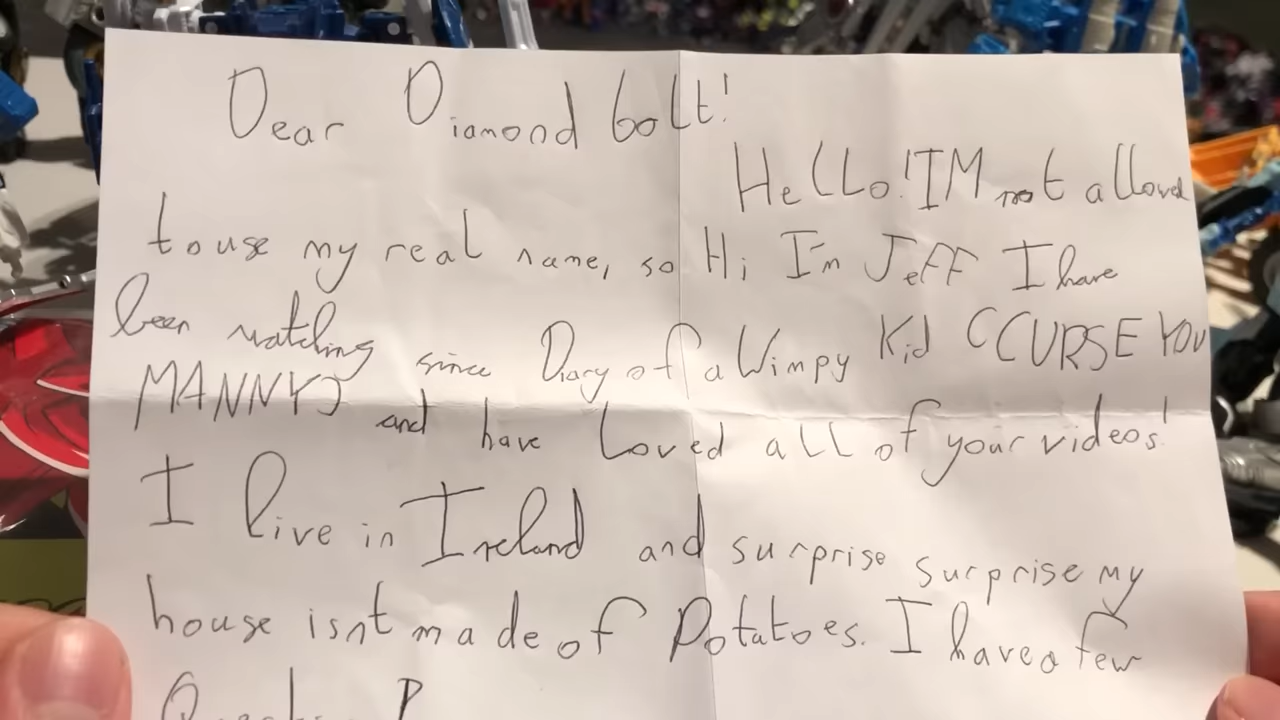 Dear Diamond bolt!
Hello! IM not allowed
to use my real name, so Hi I'm Jeff I have
been watching since Diary of a Wimpy Kid (CURSE YOU
MANNY) and have loved all of your videos!
I live in Ireland and surprise surprise my
house isnt made of potatoes. I have a few